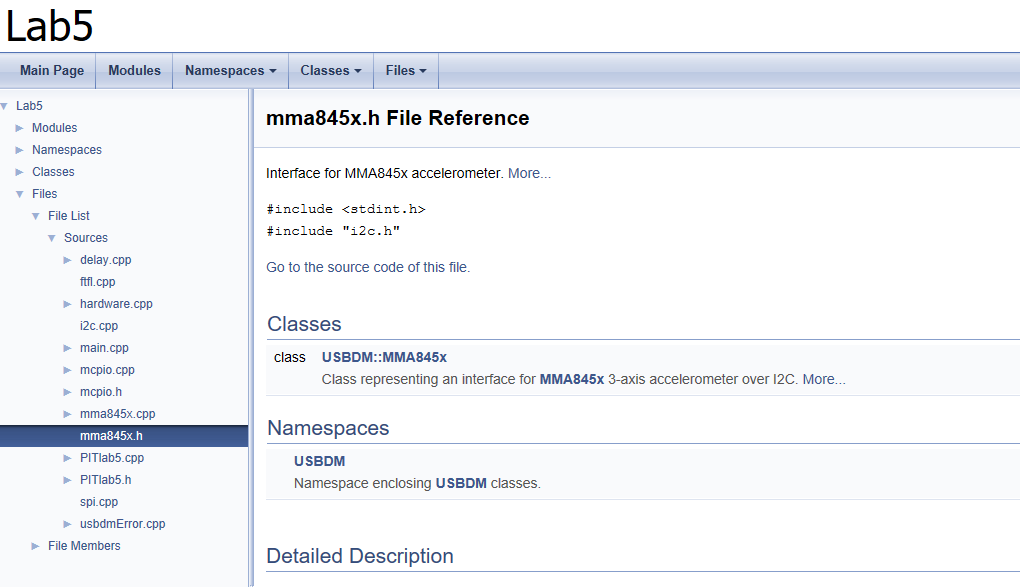 Lab5
Main Page
Modules
Namespaces
Classes
Files
Lab5
Modules
Namespaces
Classes
Files
File List
Sources
delay.cpp
ftfl.cpp
hardware.cpp
i2c.cpp
main.cpp
mcpio.cpp
mcpio.h
mma845x.cpp
mma845x.h
PITlab5.cpp
PITlab5.h
spi.cpp
usbdmError.cpp
File Members
mma845x.h File Reference
Interface for MMA845x accelerometer. More...
#include <stdint.h>
#include "i2c.h"
Go to the source code of this file.
Classes
class USBDM::MMA845x
Class representing an interface for MMA845x 3-axis accelerometer over I2C. More...
Namespaces
USBDM
Namespace enclosing USBDM classes.
Detailed Description